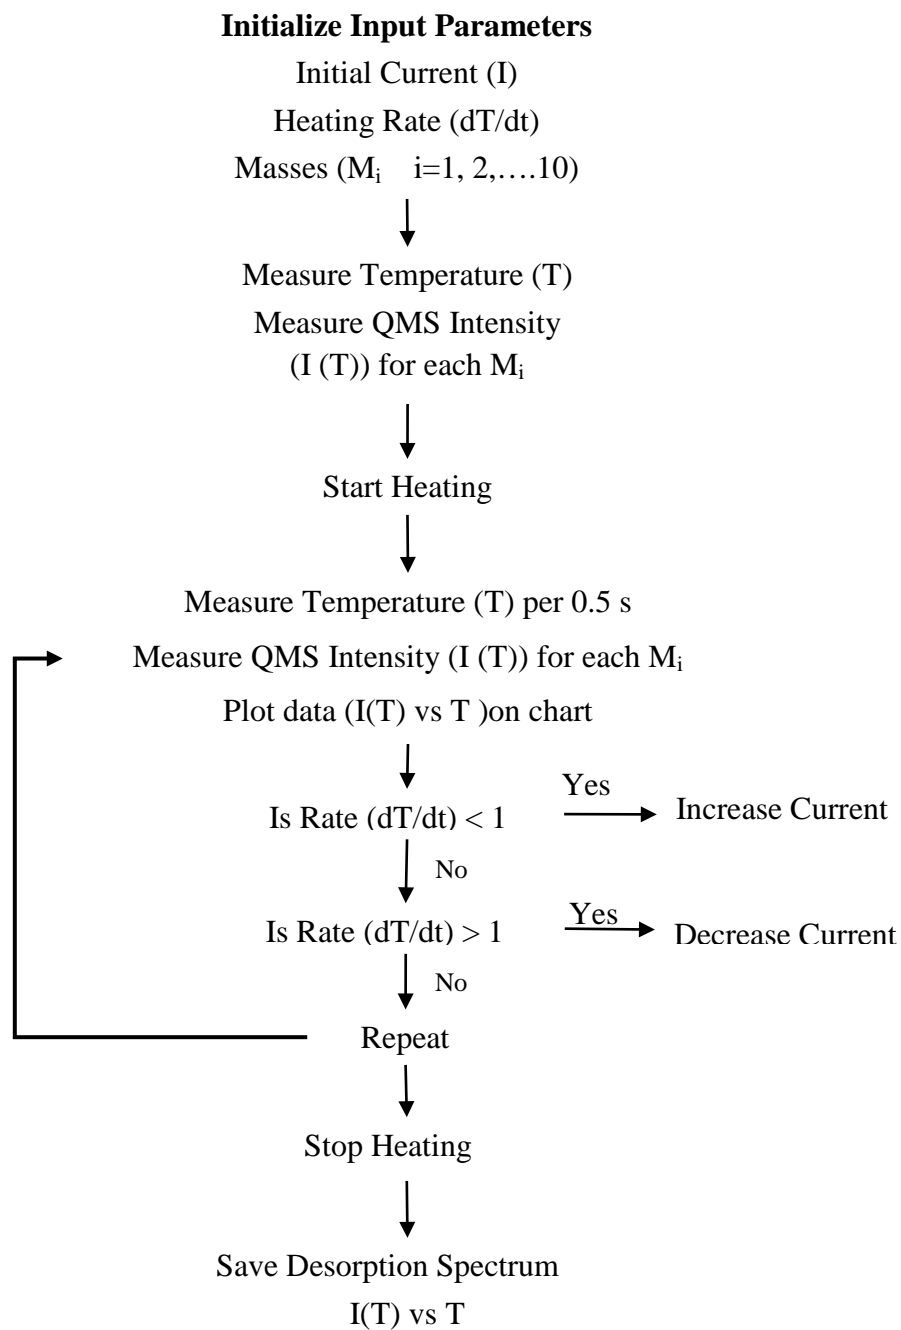 Initialize Input Parameters
Initial Current (I)
Heating Rate (dT/dt)
Masses (Mᵢ i=1, 2,….10)
Measure Temperature (T)
Measure QMS Intensity
(I (T)) for each Mᵢ
Start Heating
Measure Temperature (T) per 0.5 s
Measure QMS Intensity (I (T)) for each Mᵢ
Plot data (I(T) vs T )on chart
Is Rate (dT/dt) < 1
Yes
Increase Current
No
Is Rate (dT/dt) > 1
Yes
Decrease Current
No
Repeat
Stop Heating
Save Desorption Spectrum
I(T) vs T